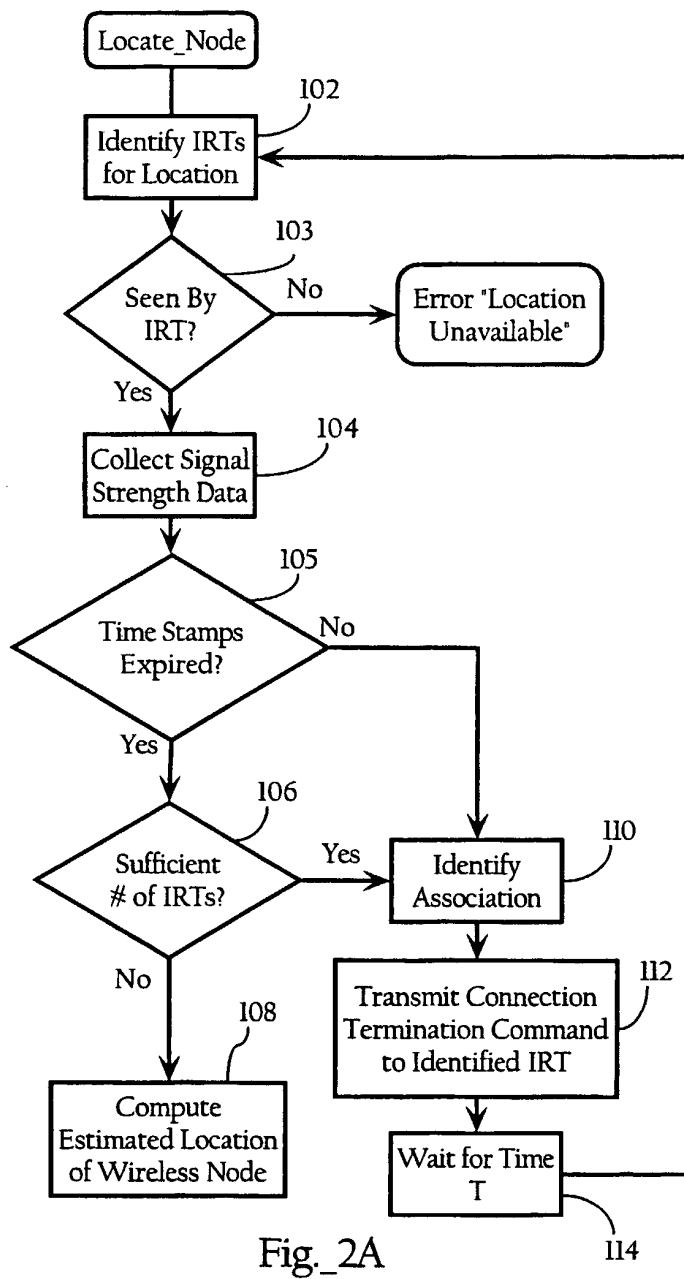 Locate_Node
102
Identify IRTs
for Location
103
Seen By
IRT?
No
Error "Location
Unavailable"
Yes
104
Collect Signal
Strength Data
105
Time Stamps
Expired?
No
Yes
106
Sufficient
# of IRTs?
Yes
110
Identify
Association
No
112
Transmit Connection
Termination Command
to Identified IRT
108
Compute
Estimated Location
of Wireless Node
Wait for Time
T
114
Fig._2A